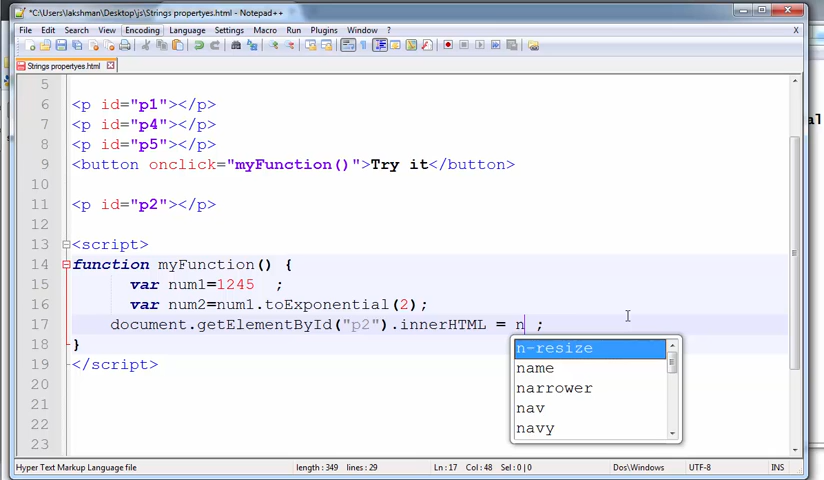 *C:\Users\lakshman\Desktop\js\Strings propertyes.html - Notepad++
File Edit Search View Encoding Language Settings Macro Run Plugins Window ? X
Strings propertyes.html
5
6 <p id="p1"></p>
7 <p id="p4"></p>
8 <p id="p5"></p>
9 <button onclick="myFunction()">Try it</button>
10
11 <p id="p2"></p>
12
13 <script>
14 function myFunction() {
15 var num1=1245 ;
16 var num2=num1.toExponential(2);
17 document.getElementById("p2").innerHTML = n ;
18 }
19 </script>
20
21
22
23
n-resize
name
narrower
nav
navy
al
Hyper Text Markup Language file length : 349 lines : 29 Ln : 17 Col : 48 Sel : 0 | 0 Dos\Windows UTF-8 INS